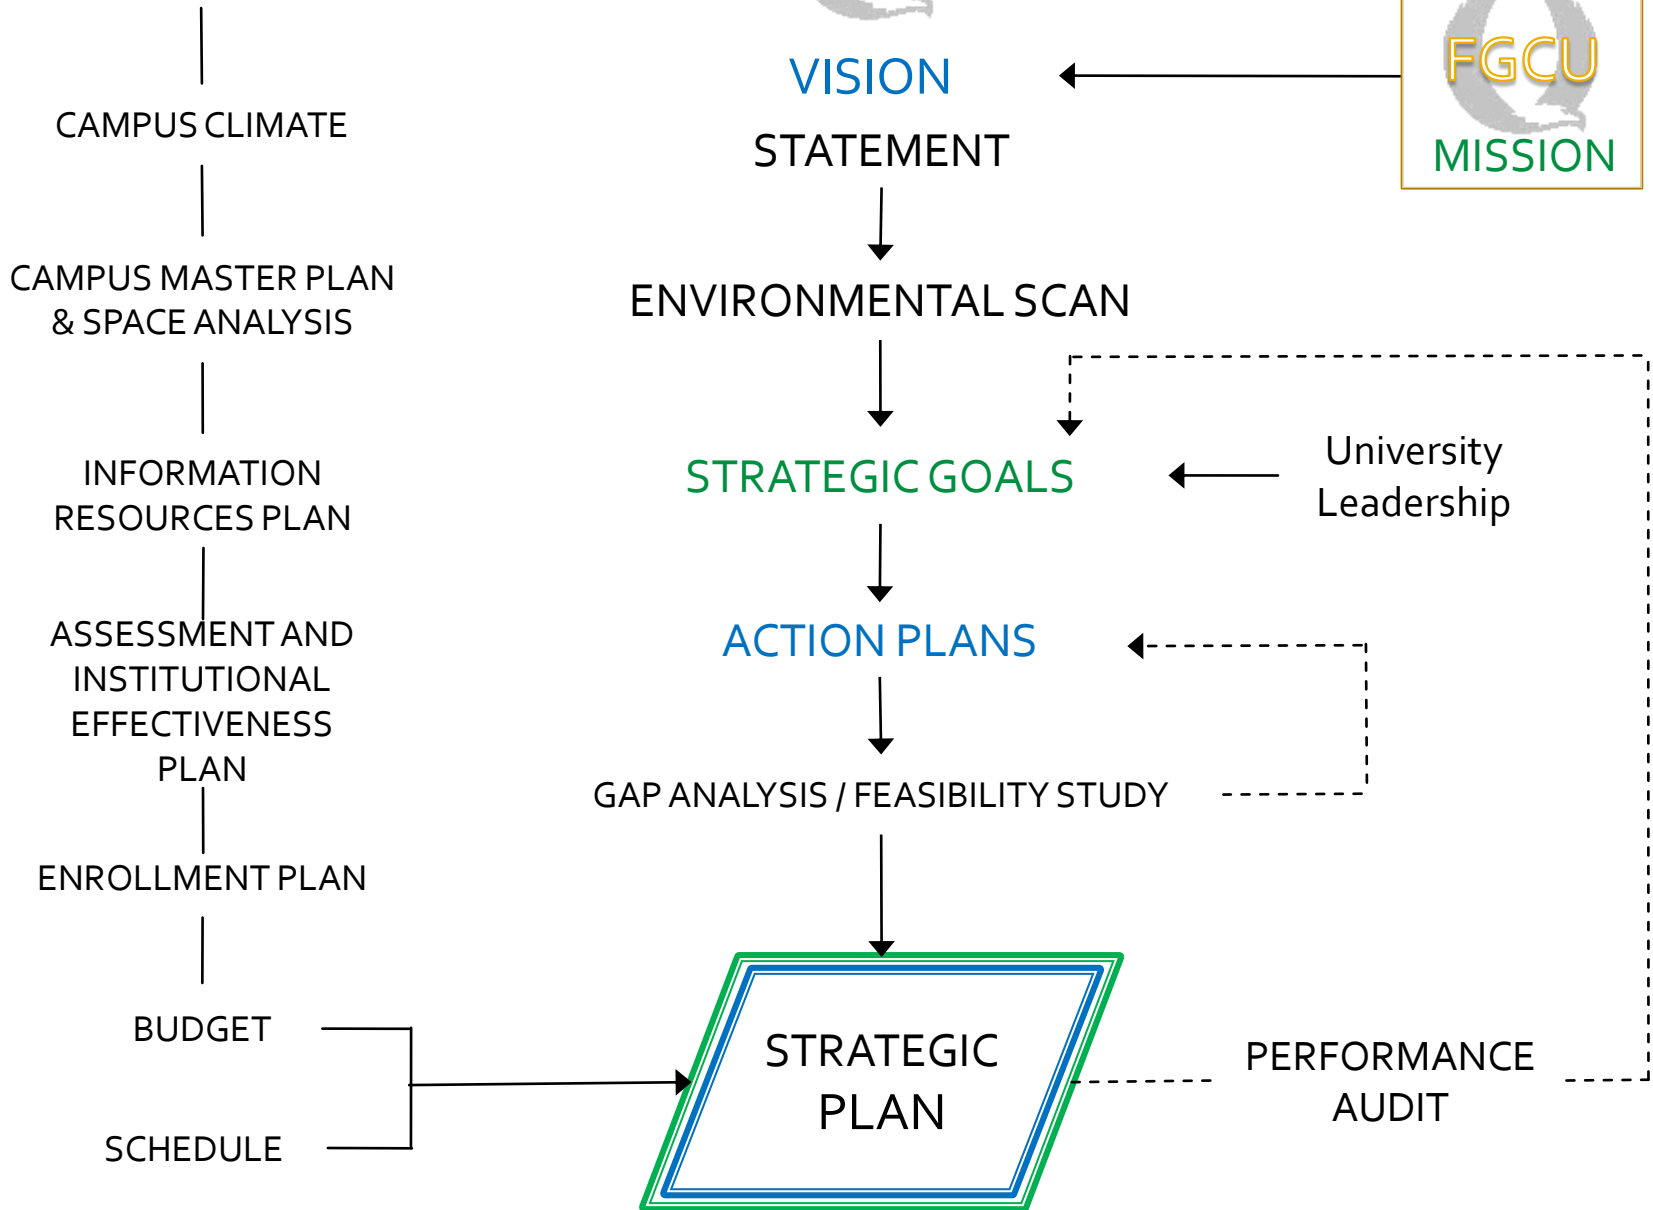 CAMPUS CLIMATE
CAMPUS MASTER PLAN
& SPACE ANALYSIS
INFORMATION
RESOURCES PLAN
ASSESSMENT AND
INSTITUTIONAL
EFFECTIVENESS
PLAN
ENROLLMENT PLAN
BUDGET
SCHEDULE
VISION
STATEMENT
ENVIRONMENTAL SCAN
STRATEGIC GOALS
ACTION PLANS
GAP ANALYSIS / FEASIBILITY STUDY
STRATEGIC
PLAN
FGCU
MISSION
University
Leadership
PERFORMANCE
AUDIT